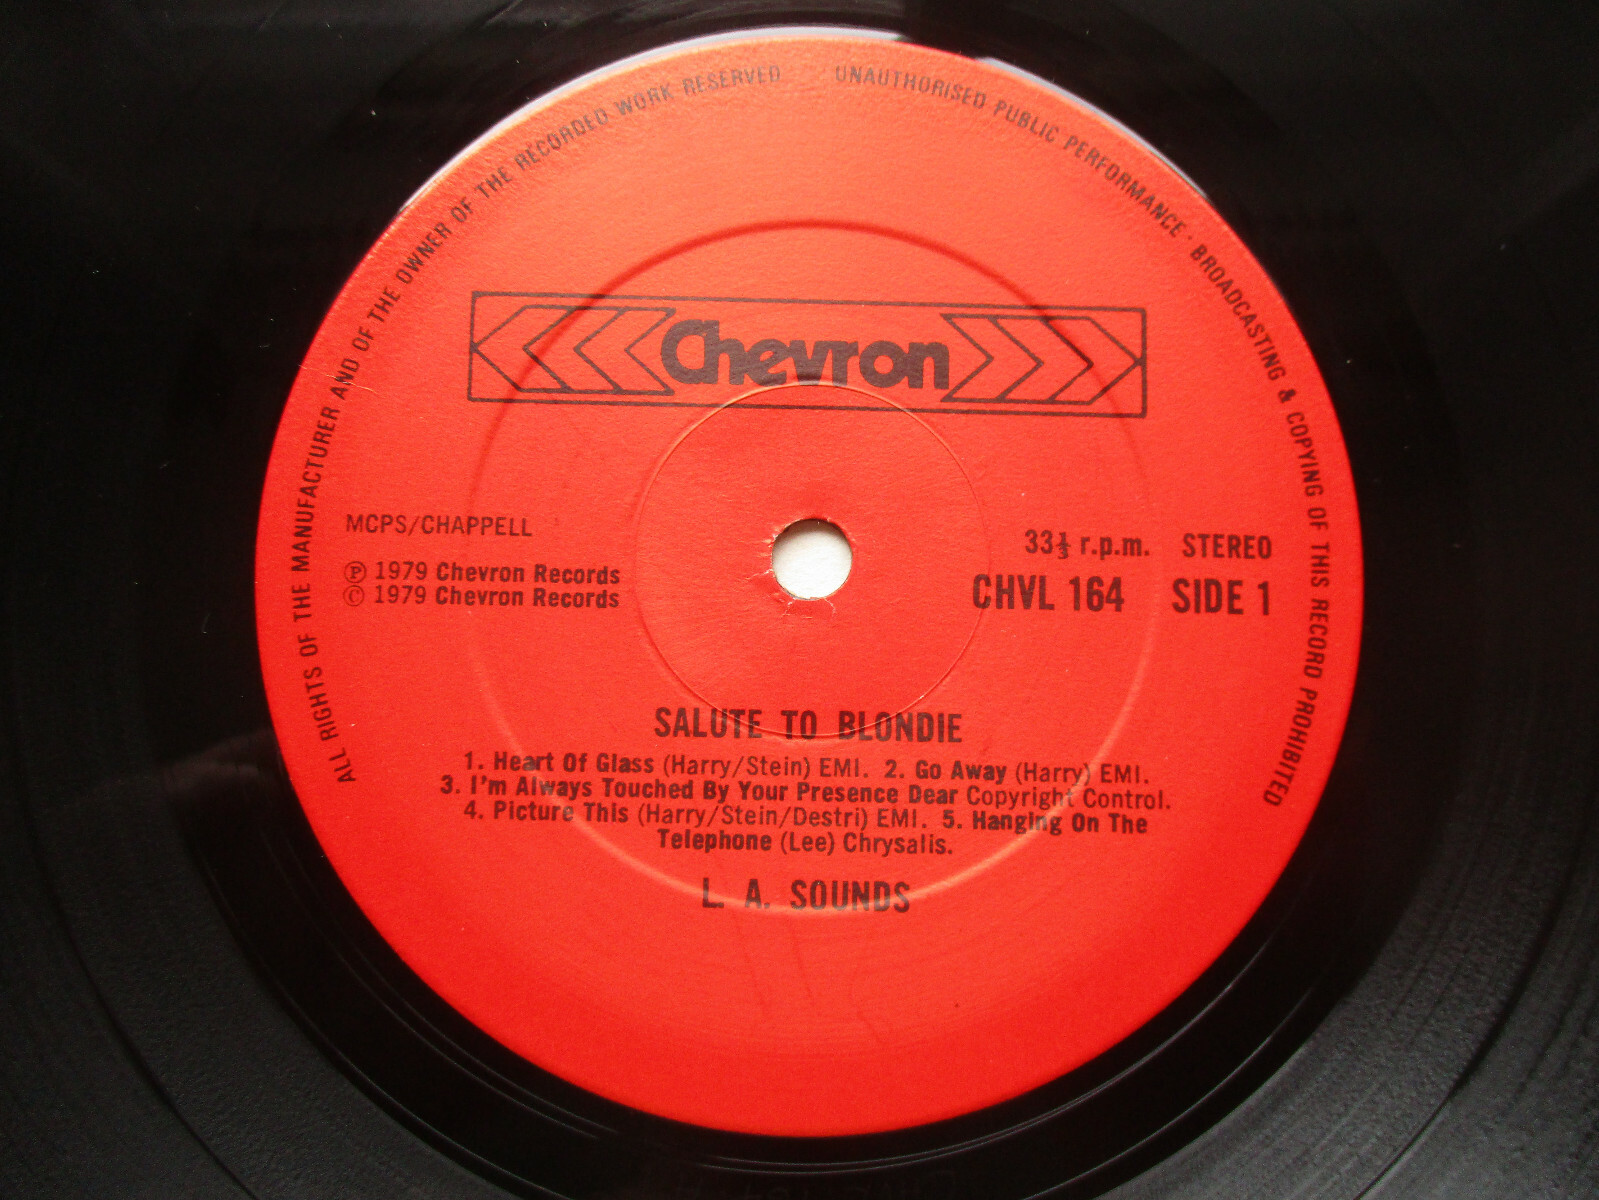 ALL RIGHTS OF THE MANUFACTURER AND OF THE OWNER OF THE RECORDED WORK RESERVED
UNAUTHORISED PUBLIC PERFORMANCE · BROADCASTING & COPYING OF THIS RECORD PROHIBITED
Chevron
MCPS/CHAPPELL
℗ 1979 Chevron Records
© 1979 Chevron Records
33⅓ r.p.m. STEREO
CHVL 164 SIDE 1
SALUTE TO BLONDIE
1. Heart Of Glass (Harry/Stein) EMI. 2. Go Away (Harry) EMI.
3. I'm Always Touched By Your Presence Dear Copyright Control.
4. Picture This (Harry/Stein/Destri) EMI. 5. Hanging On The
Telephone (Lee) Chrysalis.
L. A. SOUNDS